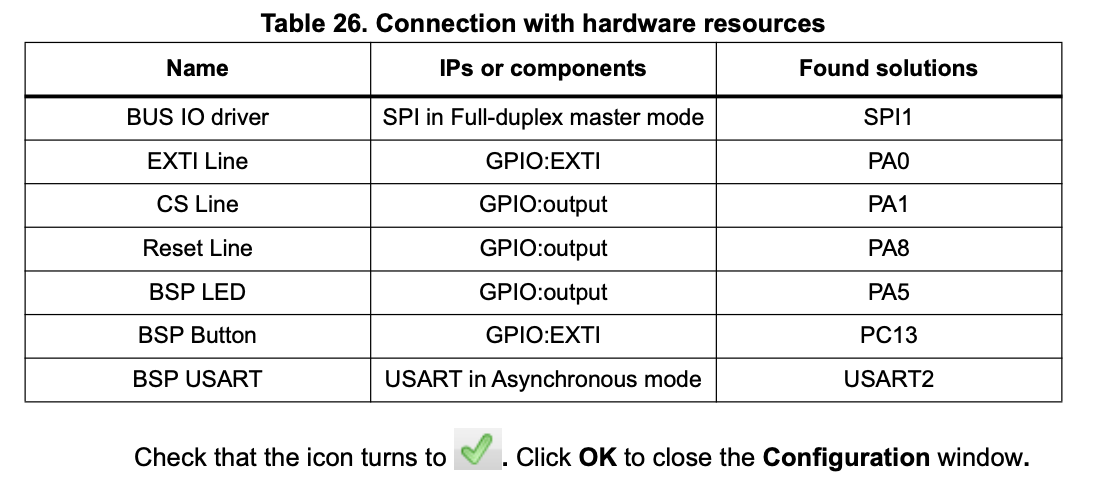 Table 26. Connection with hardware resources
Name IPs or components Found solutions
BUS IO driver SPI in Full-duplex master mode SPI1
EXTI Line GPIO:EXTI PA0
CS Line GPIO:output PA1
Reset Line GPIO:output PA8
BSP LED GPIO:output PA5
BSP Button GPIO:EXTI PC13
BSP USART USART in Asynchronous mode USART2
Check that the icon turns to . Click OK to close the Configuration window.